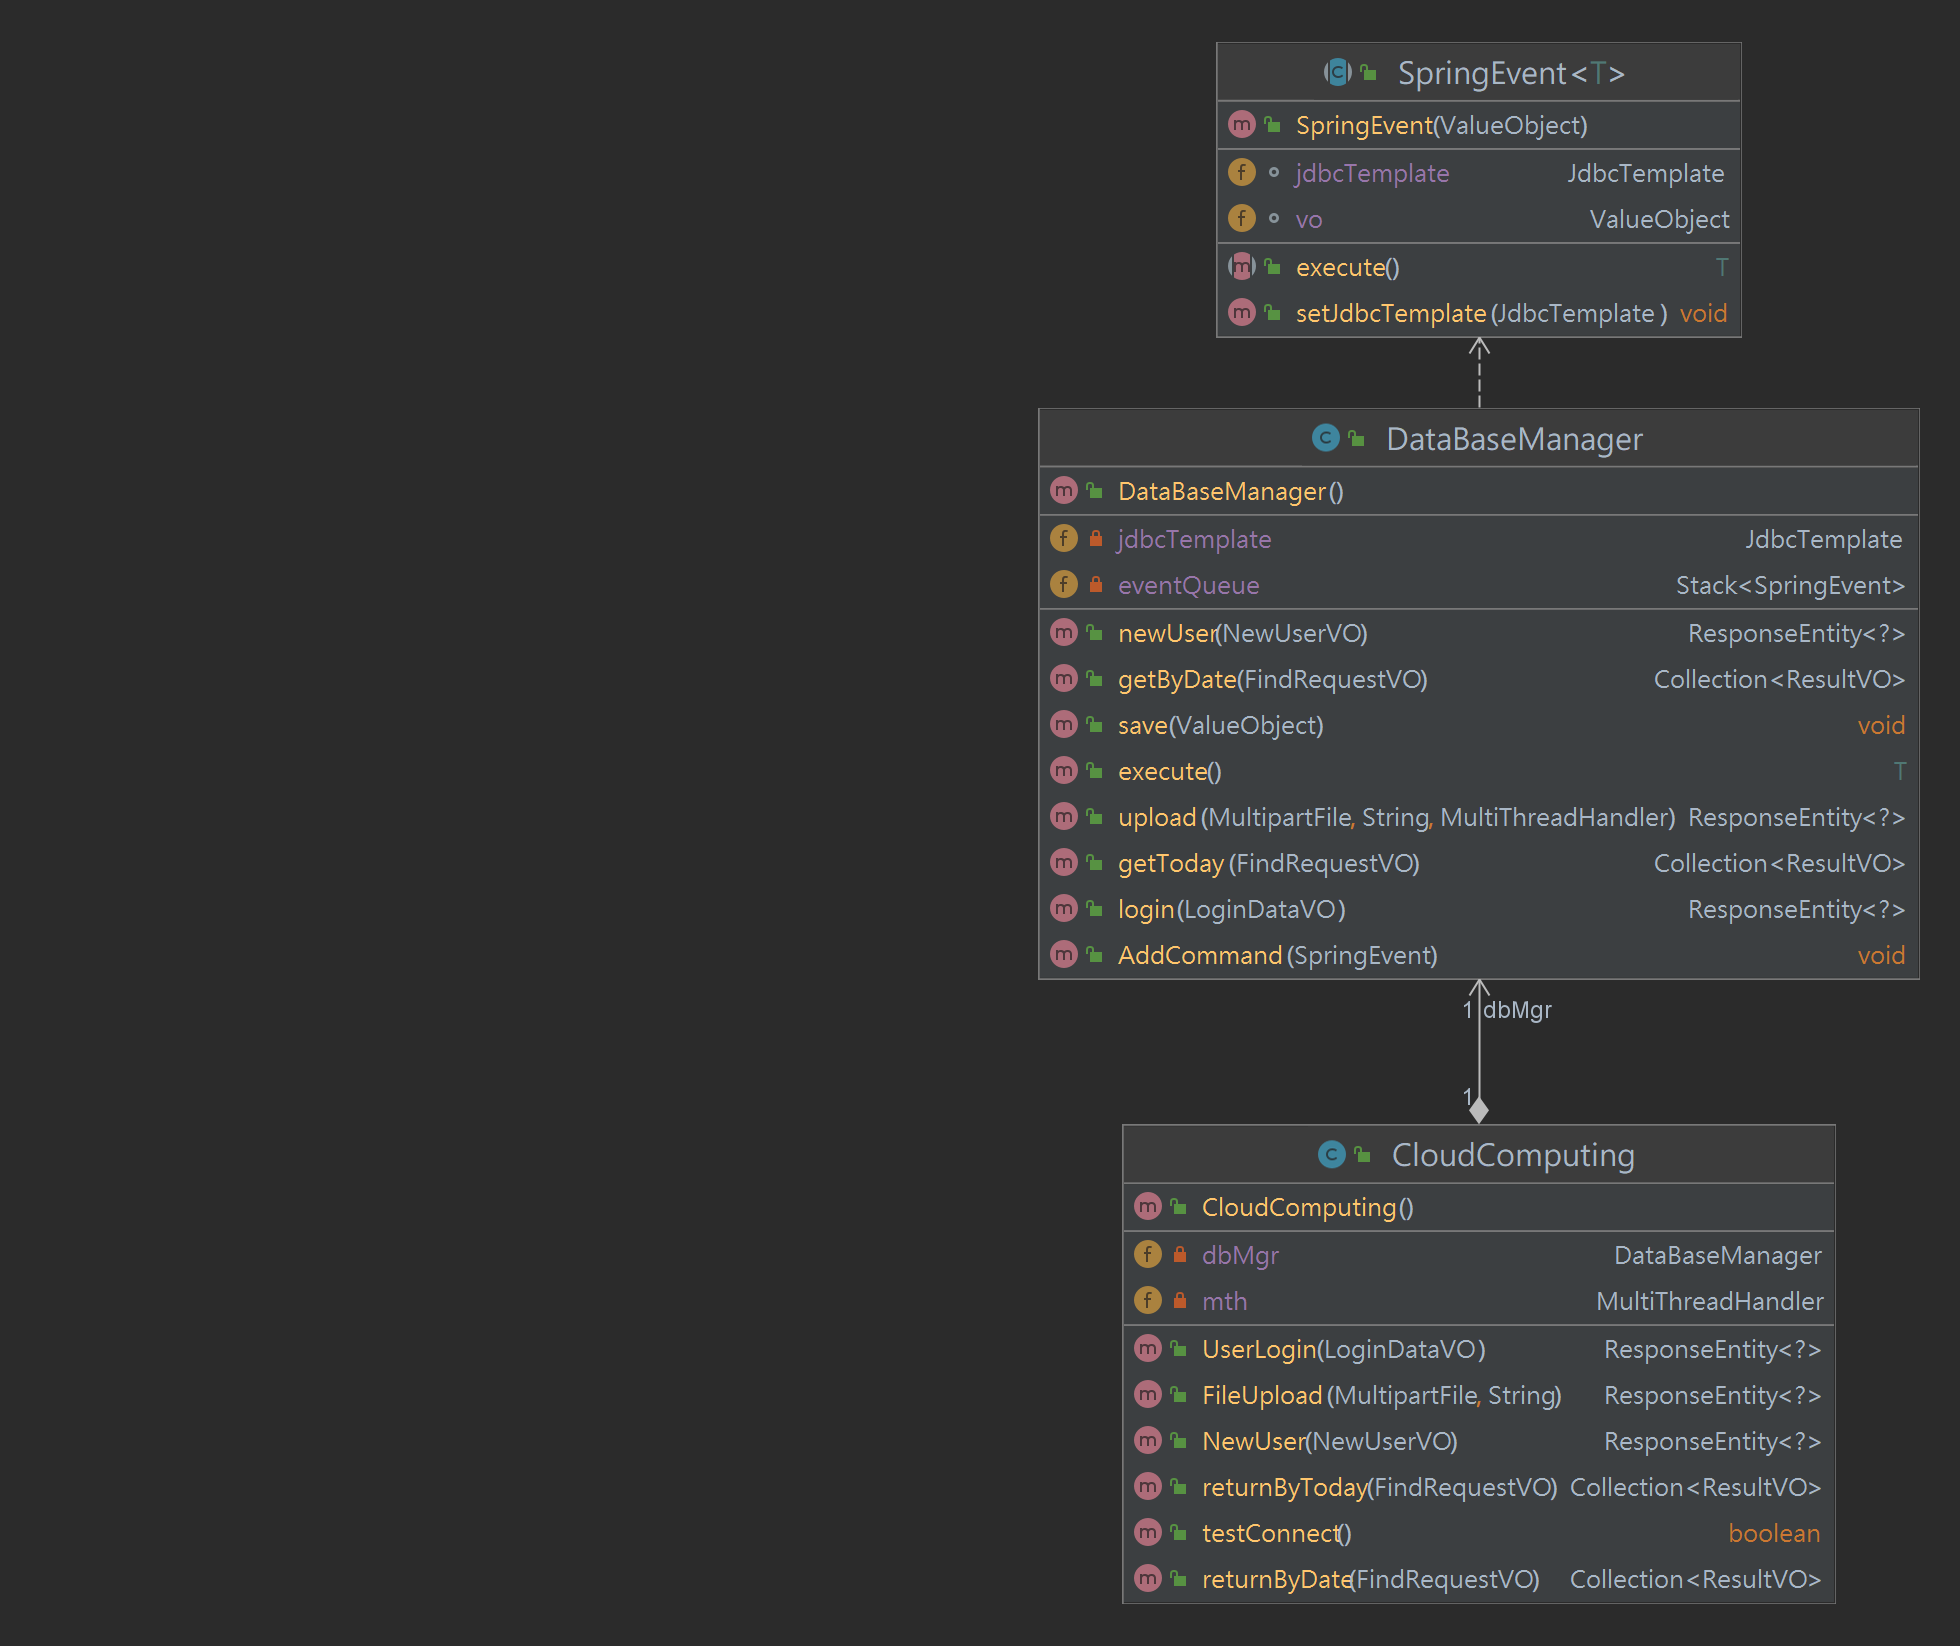 SpringEvent<T>
SpringEvent(ValueObject)
jdbcTemplate JdbcTemplate
vo ValueObject
execute() T
setJdbcTemplate(JdbcTemplate) void
DataBaseManager
DataBaseManager()
jdbcTemplate JdbcTemplate
eventQueue Stack<SpringEvent>
newUser(NewUserVO) ResponseEntity<?>
getByDate(FindRequestVO) Collection<ResultVO>
save(ValueObject) void
execute() T
upload(MultipartFile, String, MultiThreadHandler) ResponseEntity<?>
getToday(FindRequestVO) Collection<ResultVO>
login(LoginDataVO) ResponseEntity<?>
AddCommand(SpringEvent) void
1 dbMgr
1
CloudComputing
CloudComputing()
dbMgr DataBaseManager
mth MultiThreadHandler
UserLogin(LoginDataVO) ResponseEntity<?>
FileUpload(MultipartFile, String) ResponseEntity<?>
NewUser(NewUserVO) ResponseEntity<?>
returnByToday(FindRequestVO) Collection<ResultVO>
testConnect() boolean
returnByDate(FindRequestVO) Collection<ResultVO>